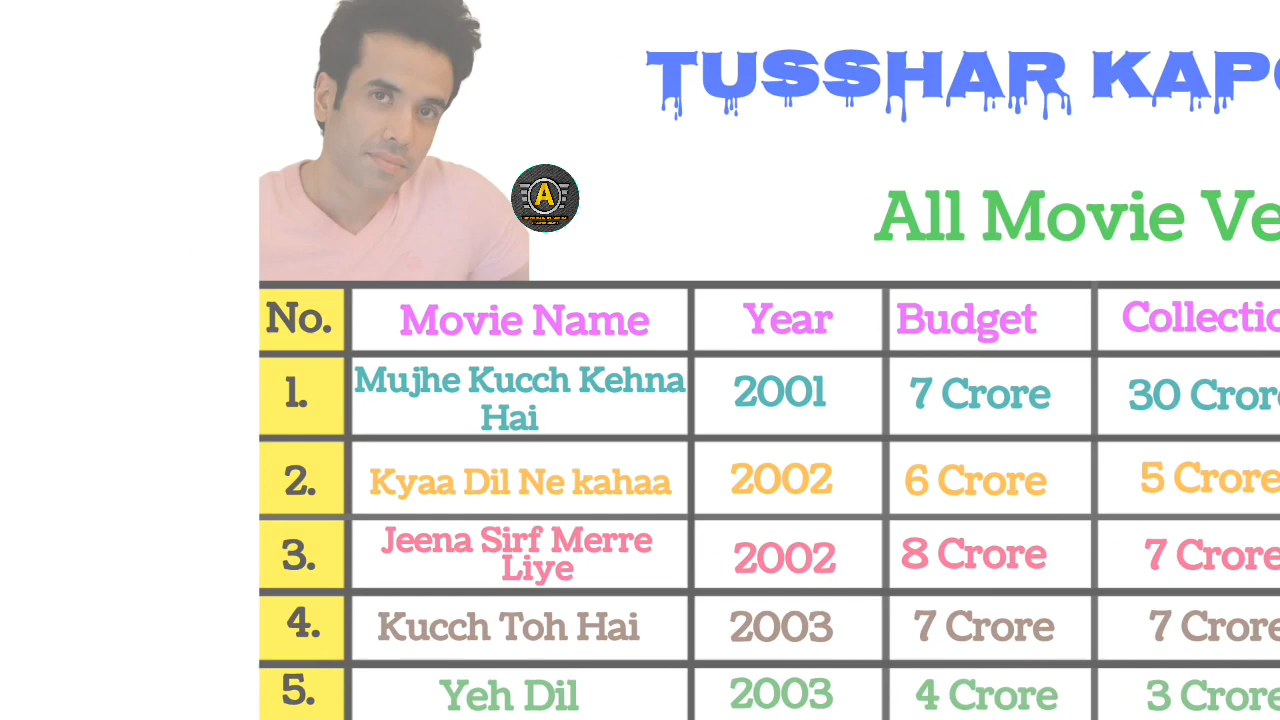 TUSSHAR KAPO
All Movie Ve
No. Movie Name Year Budget Collectio
1. Mujhe Kucch Kehna Hai 2001 7 Crore 30 Crore
2. Kyaa Dil Ne kahaa 2002 6 Crore 5 Crore
3. Jeena Sirf Merre Liye 2002 8 Crore 7 Crore
4. Kucch Toh Hai 2003 7 Crore 7 Crore
5. Yeh Dil 2003 4 Crore 3 Crore
A